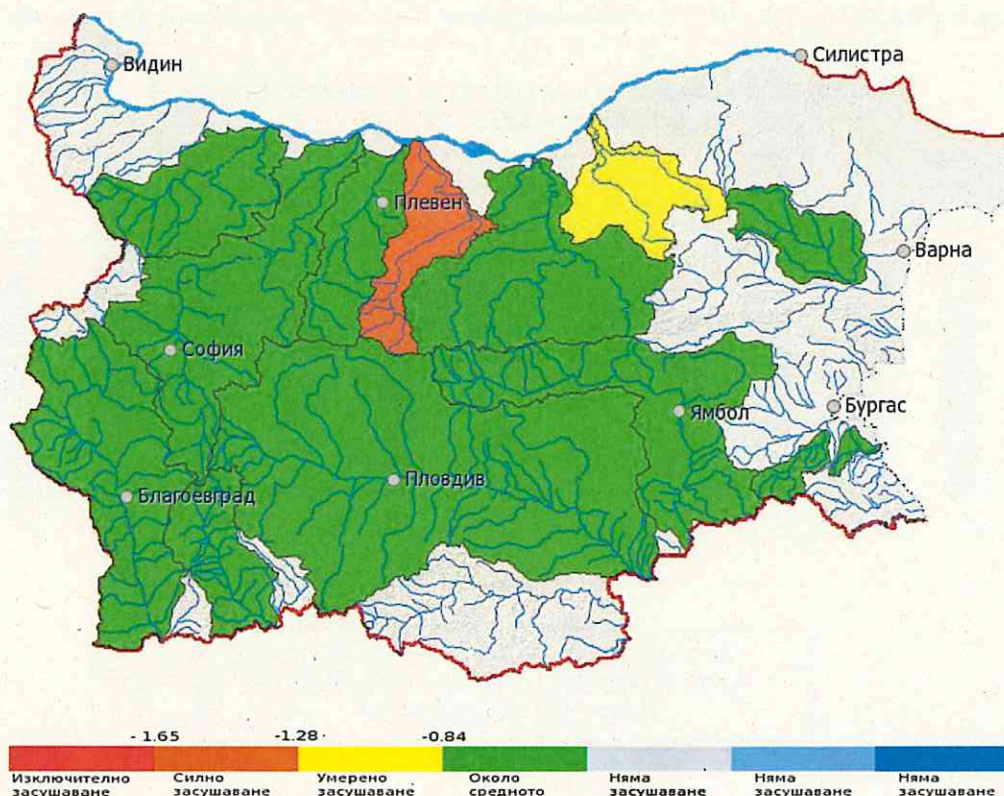 Видин
Силистра
Плевен
Варна
София
Ямбол
Бургас
Пловдив
Благоевград
- 1.65 -1.28 -0.84
Изключително засушаване
Силно засушаване
Умерено засушаване
Около средното
Няма засушаване
Няма засушаване
Няма засушаване